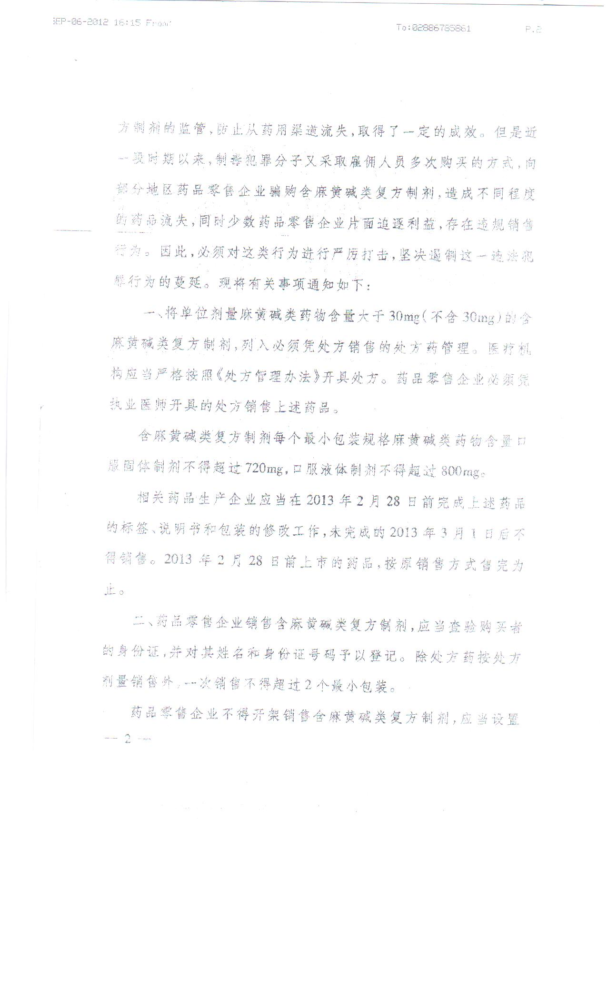 SEP-06-2012 16:15 From:
To:02886785861
P.2
方制剂的监管,防止从药用渠道流失,取得了一定的成效。但是近
一段时期以来,制毒犯罪分子又采取雇佣人员多次购买的方式,向
部分地区药品零售企业骗购含麻黄碱类复方制剂,造成不同程度
的药品流失,同时少数药品零售企业片面追逐利益,存在违规销售
行为。因此,必须对这类行为进行严厉打击,坚决遏制这一违法犯
罪行为的蔓延。现将有关事项通知如下:
一、将单位剂量麻黄碱类药物含量大于30mg(不含30mg)的含
麻黄碱类复方制剂,列入必须凭处方销售的处方药管理。医疗机
构应当严格按照《处方管理办法》开具处方。药品零售企业必须凭
执业医师开具的处方销售上述药品。
含麻黄碱类复方制剂每个最小包装规格麻黄碱类药物含量口
服固体制剂不得超过720mg,口服液体制剂不得超过800mg。
相关药品生产企业应当在2013年2月28日前完成上述药品
的标签、说明书和包装的修改工作,未完成的2013年3月1日后不
得销售。2013年2月28日前上市的药品,按原销售方式售完为
止。
二、药品零售企业销售含麻黄碱类复方制剂,应当查验购买者
的身份证,并对其姓名和身份证号码予以登记。除处方药按处方
剂量销售外,一次销售不得超过2个最小包装。
药品零售企业不得开架销售含麻黄碱类复方制剂,应当设置
— 2 —